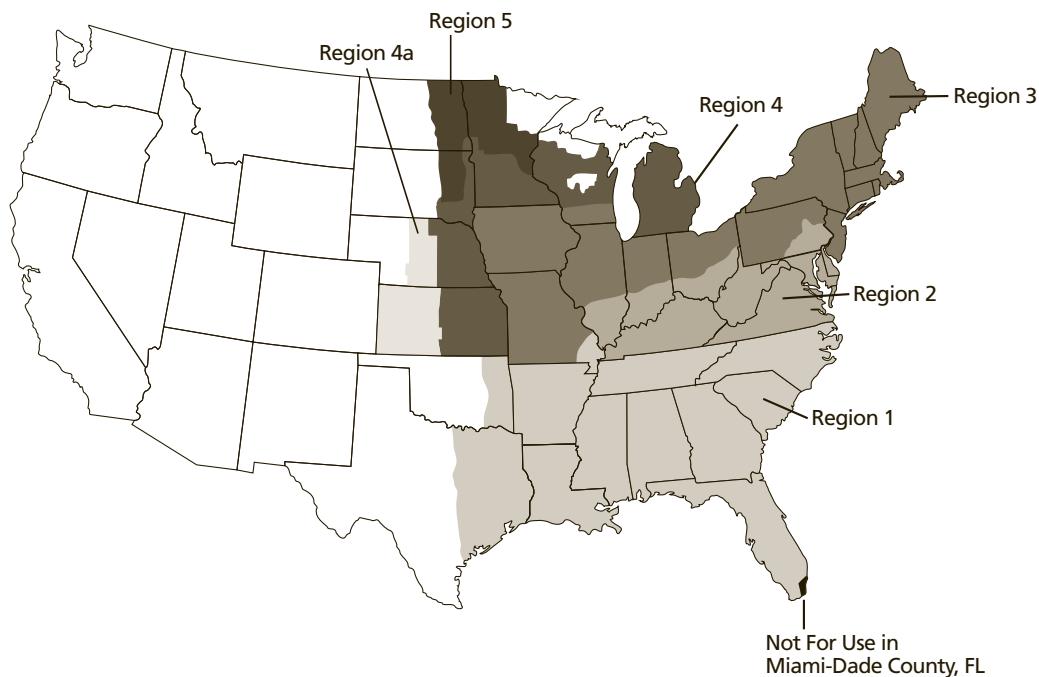 Region 5
Region 4a
Region 3
Region 4
Region 2
Region 1
Not For Use in
Miami-Dade County, FL